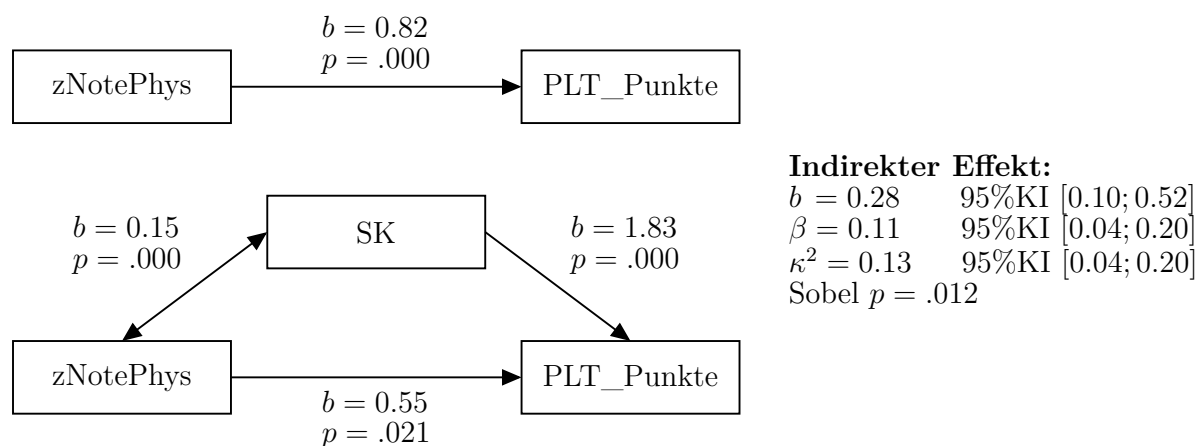 b = 0.82
p = .000
zNotePhys
PLT_Punkte
Indirekter Effekt:
b = 0.28 95%KI [0.10; 0.52]
β = 0.11 95%KI [0.04; 0.20]
κ² = 0.13 95%KI [0.04; 0.20]
Sobel p = .012
b = 0.15
p = .000
SK
b = 1.83
p = .000
zNotePhys
PLT_Punkte
b = 0.55
p = .021